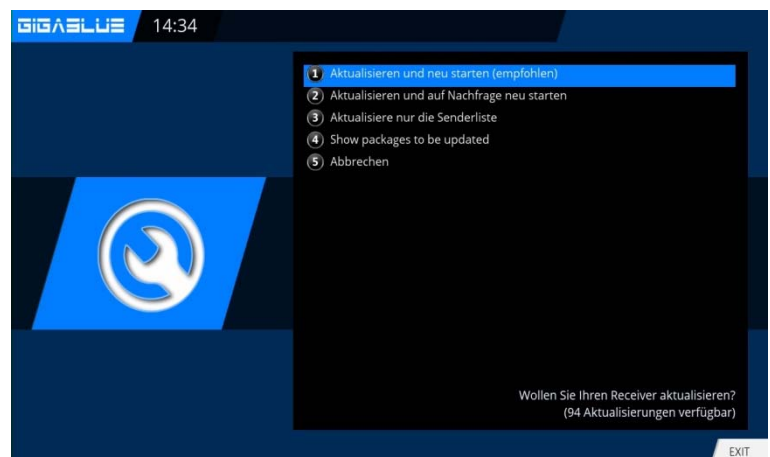 GIGABLUE 14:34
1 Aktualisieren und neu starten (empfohlen)
2 Aktualisieren und auf Nachfrage neu starten
3 Aktualisiere nur die Senderliste
4 Show packages to be updated
5 Abbrechen
Wollen Sie Ihren Receiver aktualisieren?
(94 Aktualisierungen verfügbar)
EXIT